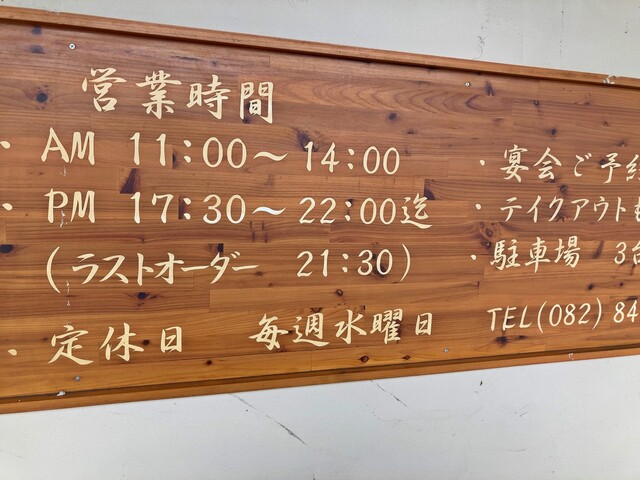 営業時間
・ AM 11:00～14:00
・ PM 17:30～22:00迄
(ラストオーダー 21:30)
・定休日 毎週水曜日
・宴会ご予
・テイクアウト
・駐車場 3台
TEL(082)84